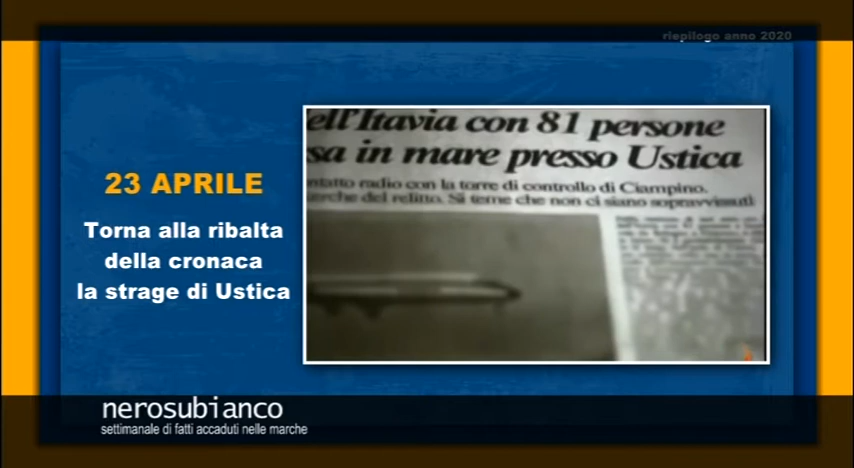 riepilogo anno 2020
23 APRILE
Torna alla ribalta
della cronaca
la strage di Ustica
ell'Itavia con 81 persone
sa in mare presso Ustica
ntatto radio con la torre di controllo di Ciampino.
erche del relitto. Si teme che non ci siano sopravvissuti
nerosubianco
settimanale di fatti accaduti nelle marche